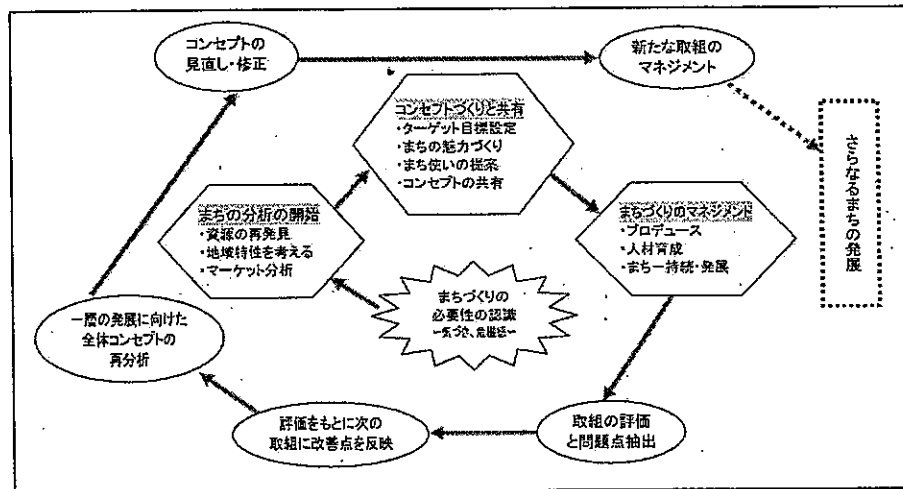 コンセプトの
見直し・修正
新たな取組の
マネジメント
コンセプトづくりと共有
・ターゲット目標設定
・まちの魅力づくり
・まち使いの提案
・コンセプトの共有
さらなるまちの発展
まちの分析の開始
・資源の再発見
・地域特性を考える
・マーケット分析
まちづくりのマネジメント
・プロデュース
・人材育成
・まちー持続・発展
まちづくりの
必要性の認識
ー気づき、危機感ー
一層の発展に向けた
全体コンセプトの
再分析
評価をもとに次の
取組に改善点を反映
取組の評価
と問題点抽出